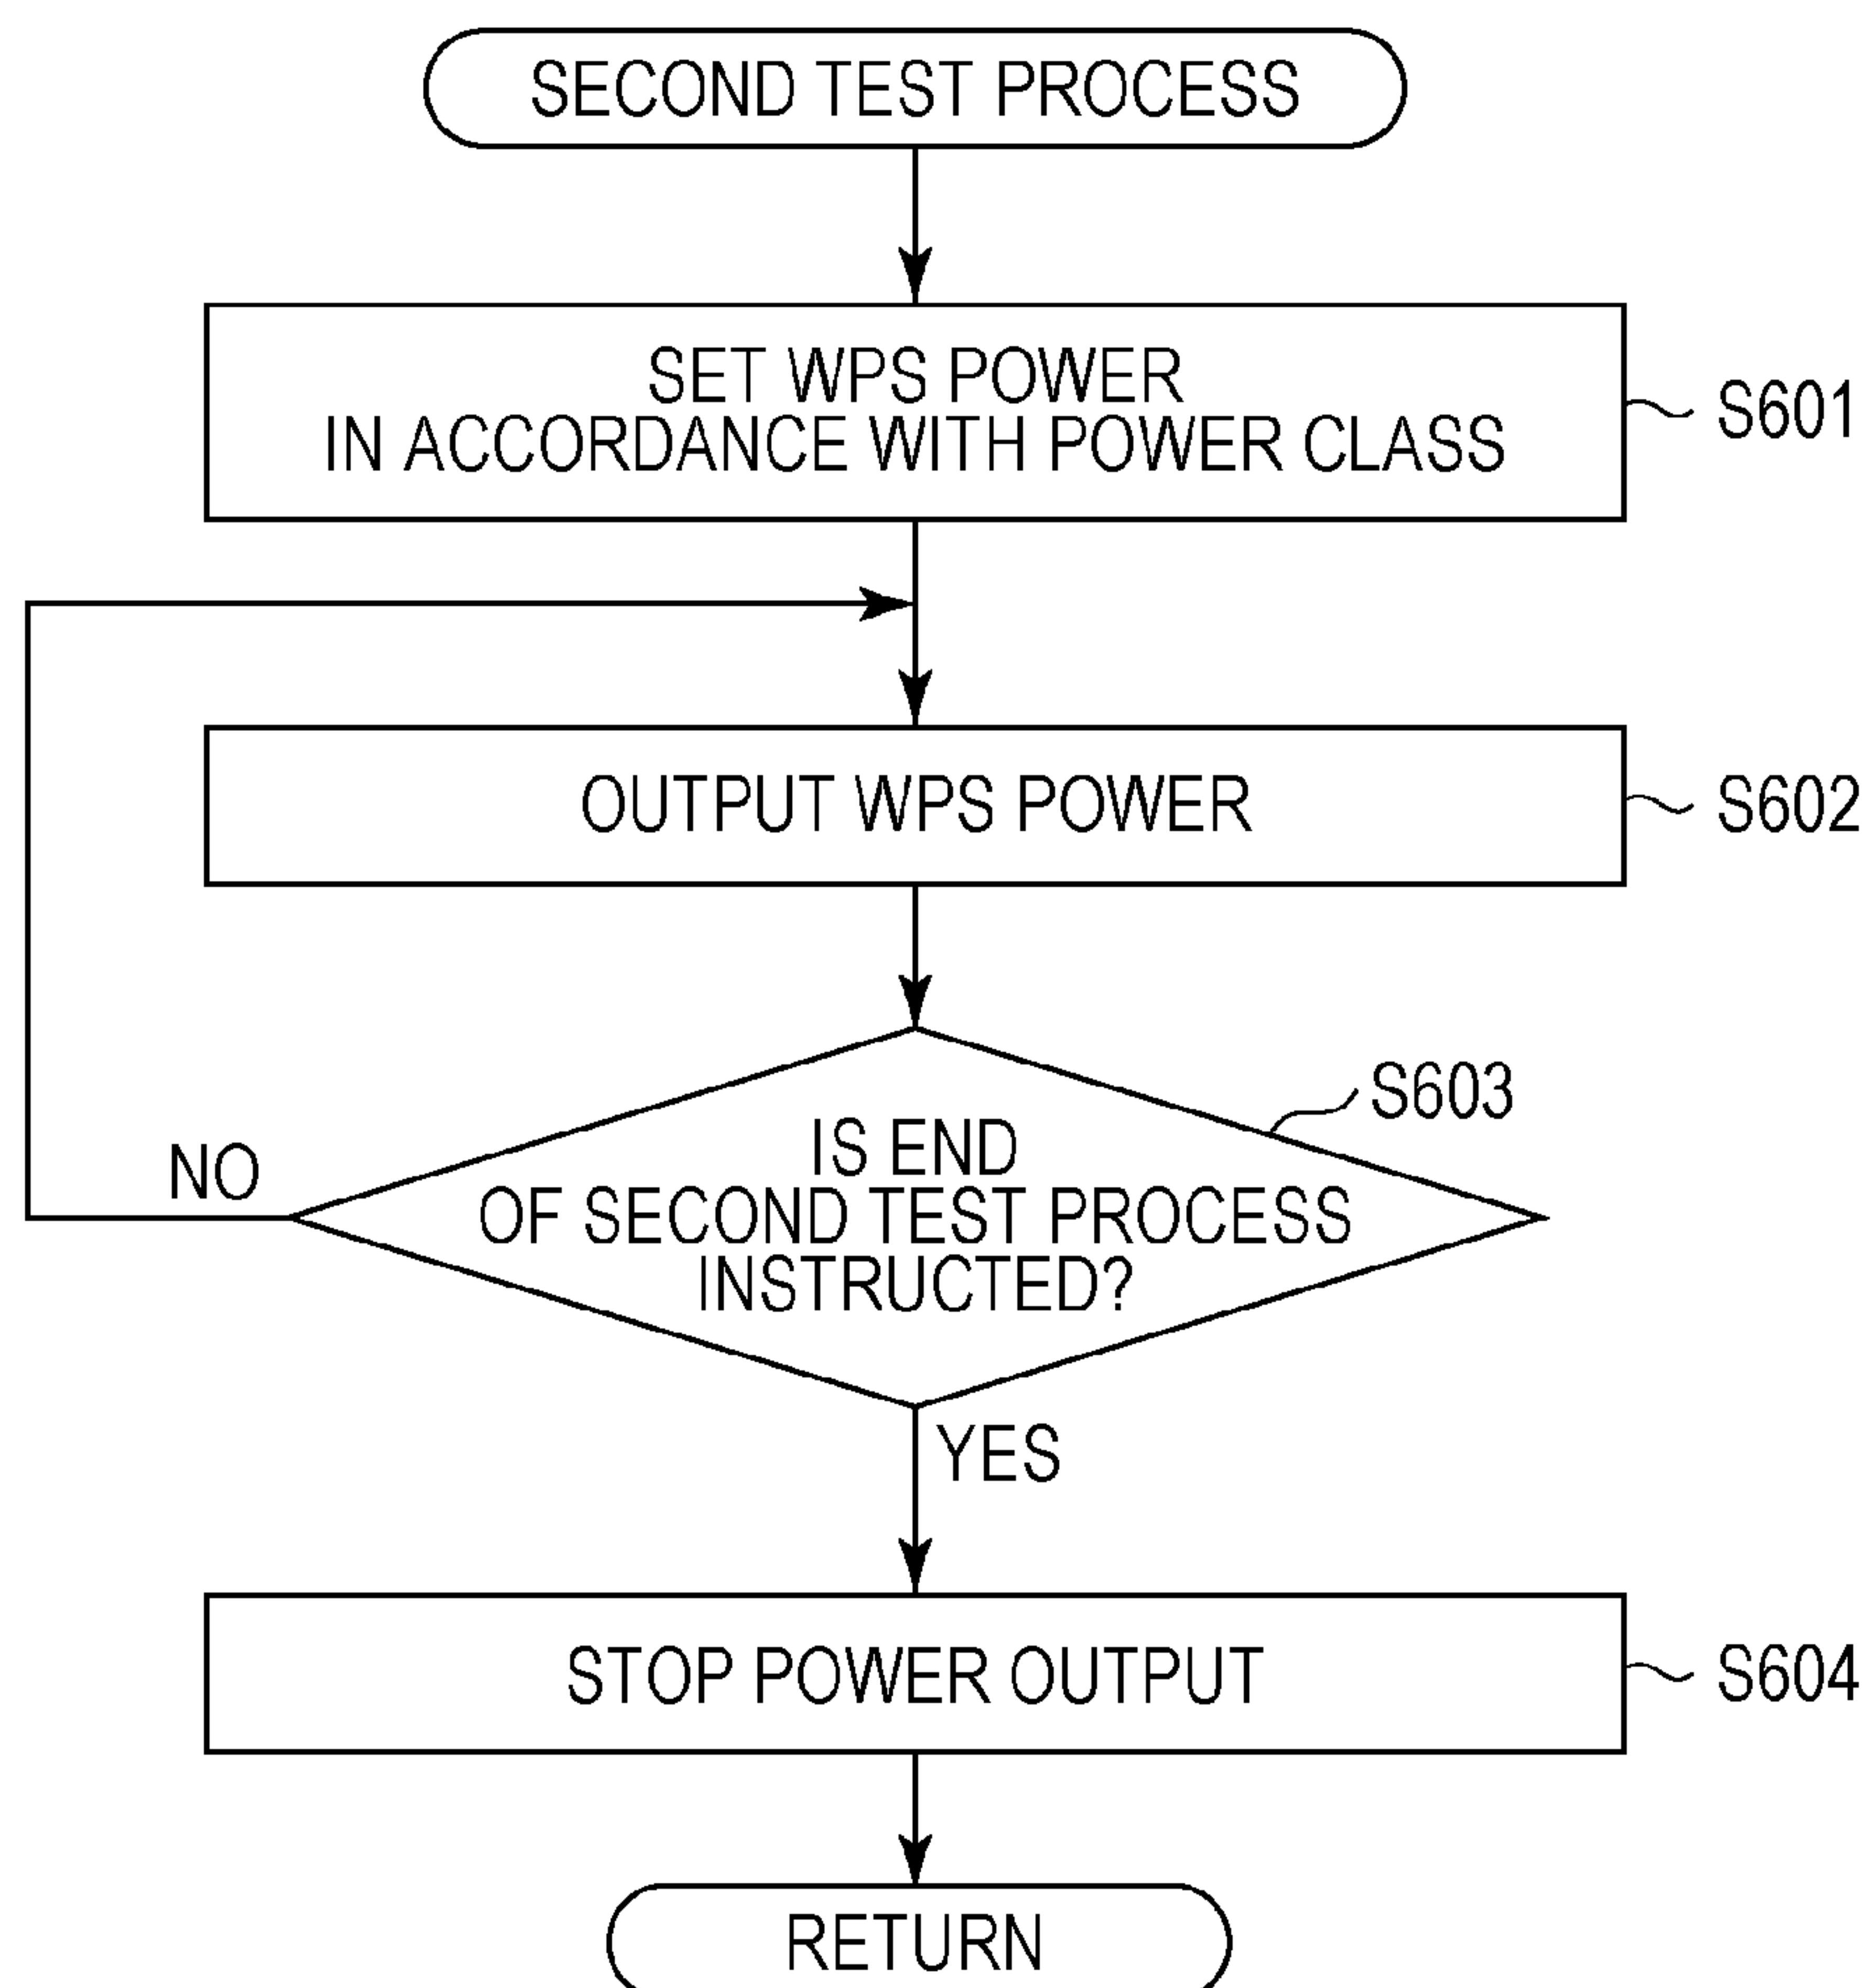 SECOND TEST PROCESS
SET WPS POWER
IN ACCORDANCE WITH POWER CLASS
S601
OUTPUT WPS POWER
S602
S603
IS END
OF SECOND TEST PROCESS
INSTRUCTED?
NO
YES
STOP POWER OUTPUT
S604
RETURN